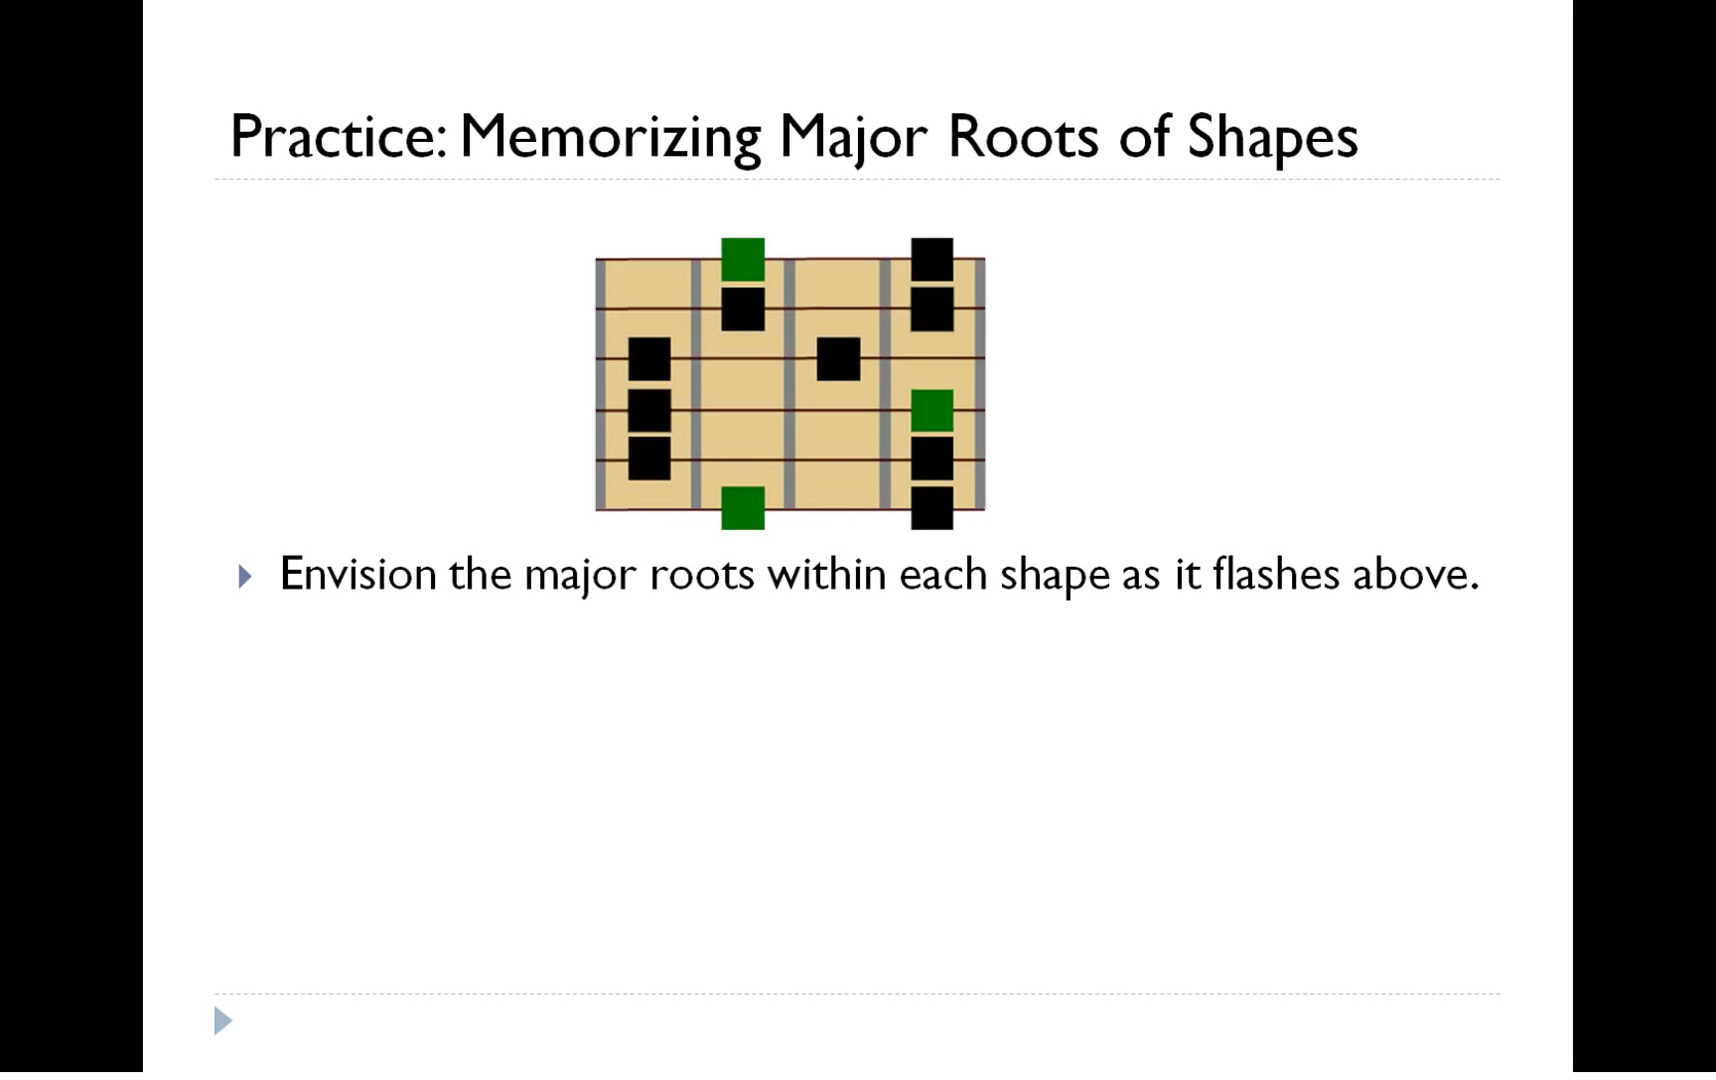 Practice: Memorizing Major Roots of Shapes
Envision the major roots within each shape as it flashes above.